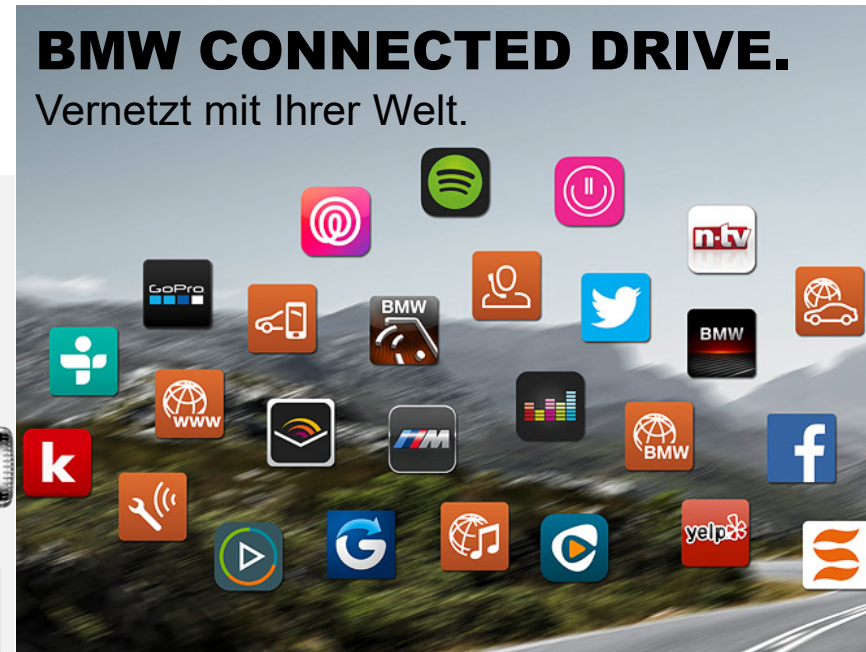 BMW CONNECTED DRIVE.
Vernetzt mit Ihrer Welt.
n-tv
GoPro
BMW
BMW
www
M
BMW
k
f
yelp